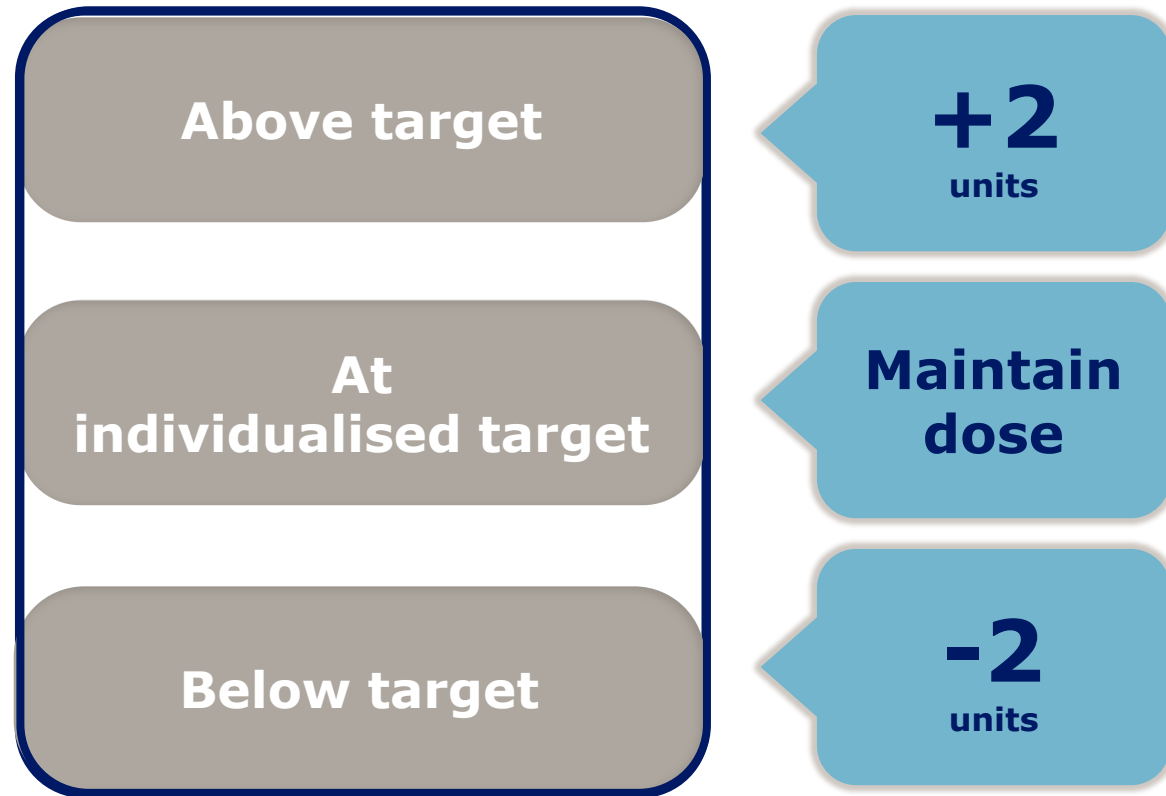 Above target
+2
units
At
individualised target
Maintain
dose
Below target
-2
units